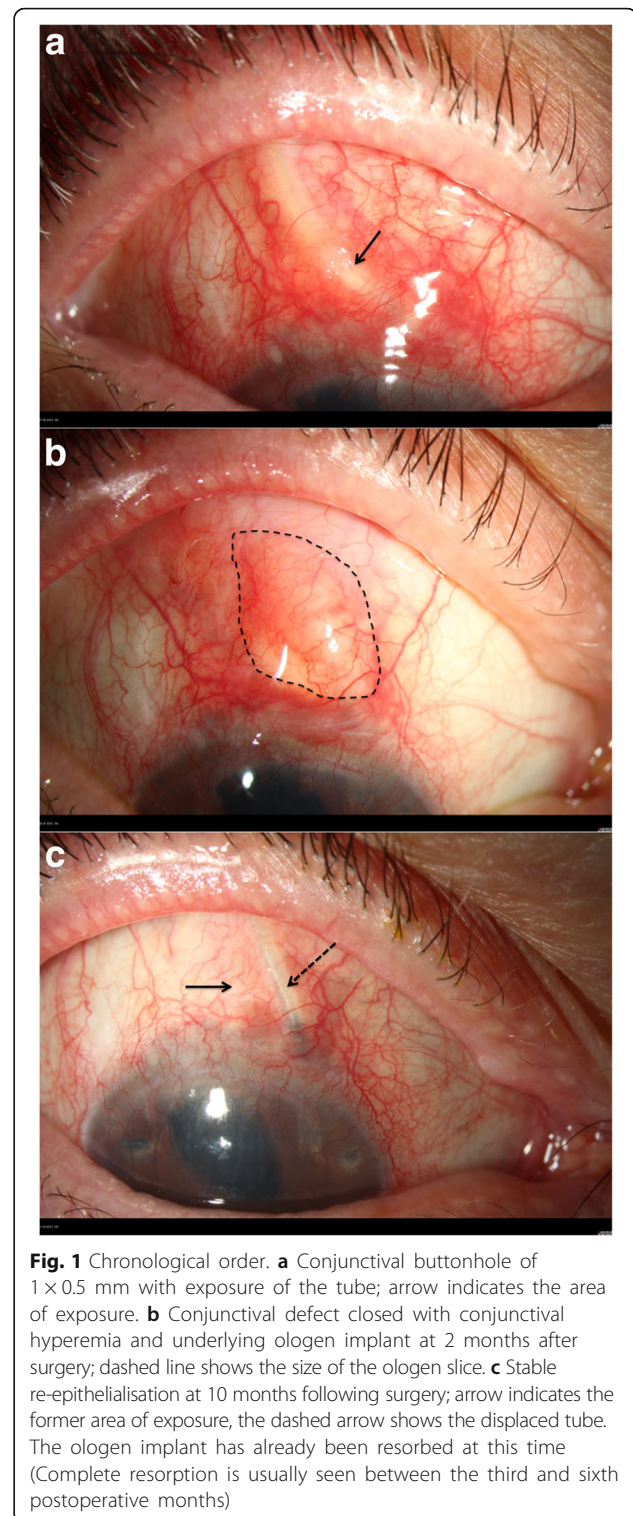 a
b
c
Fig. 1 Chronological order. a Conjunctival buttonhole of
1 × 0.5 mm with exposure of the tube; arrow indicates the area
of exposure. b Conjunctival defect closed with conjunctival
hyperemia and underlying ologen implant at 2 months after
surgery; dashed line shows the size of the ologen slice. c Stable
re-epithelialisation at 10 months following surgery; arrow indicates the
former area of exposure, the dashed arrow shows the displaced tube.
The ologen implant has already been resorbed at this time
(Complete resorption is usually seen between the third and sixth
postoperative months)